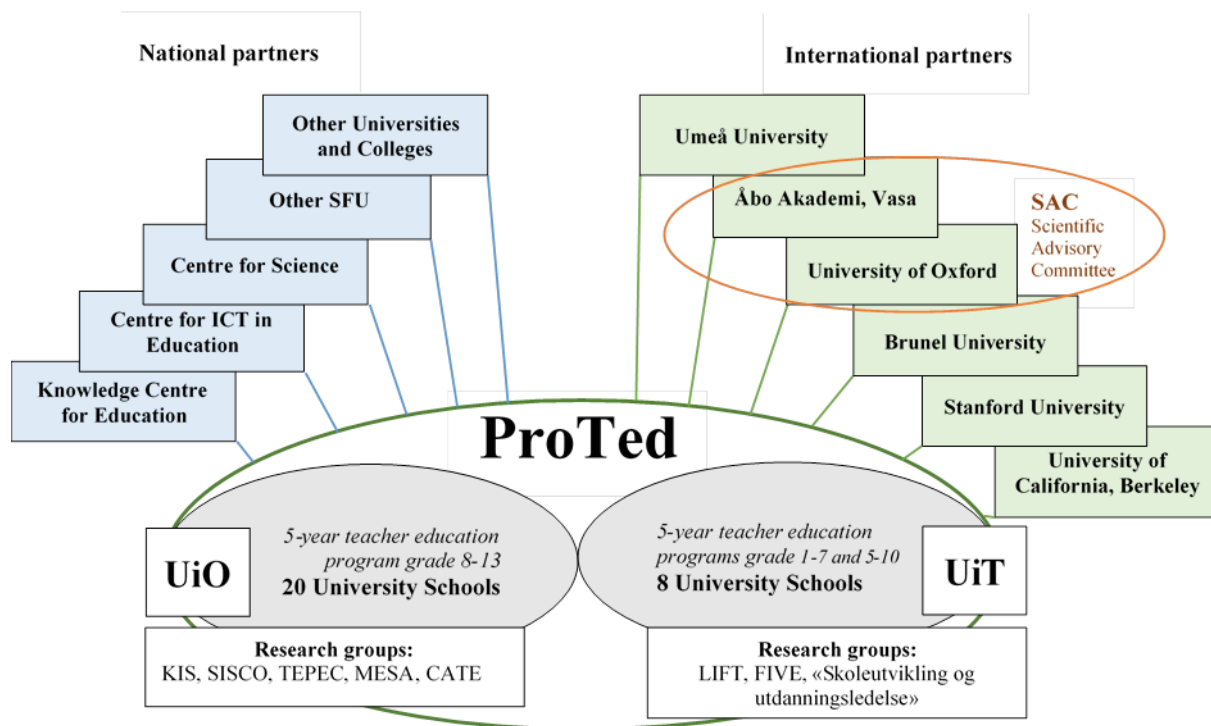 National partners
International partners
Other Universities
and Colleges
Other SFU
Centre for Science
Centre for ICT in
Education
Knowledge Centre
for Education
Umeå University
Åbo Akademi, Vasa
University of Oxford
Brunel University
Stanford University
University of
California, Berkeley
SAC
Scientific
Advisory
Committee
ProTed
UiO
5-year teacher education
program grade 8-13
20 University Schools
5-year teacher education
programs grade 1-7 and 5-10
8 University Schools
UiT
Research groups:
KIS, SISCO, TEPEC, MESA, CATE
Research groups:
LIFT, FIVE, «Skoleutvikling og
utdanningsledelse»